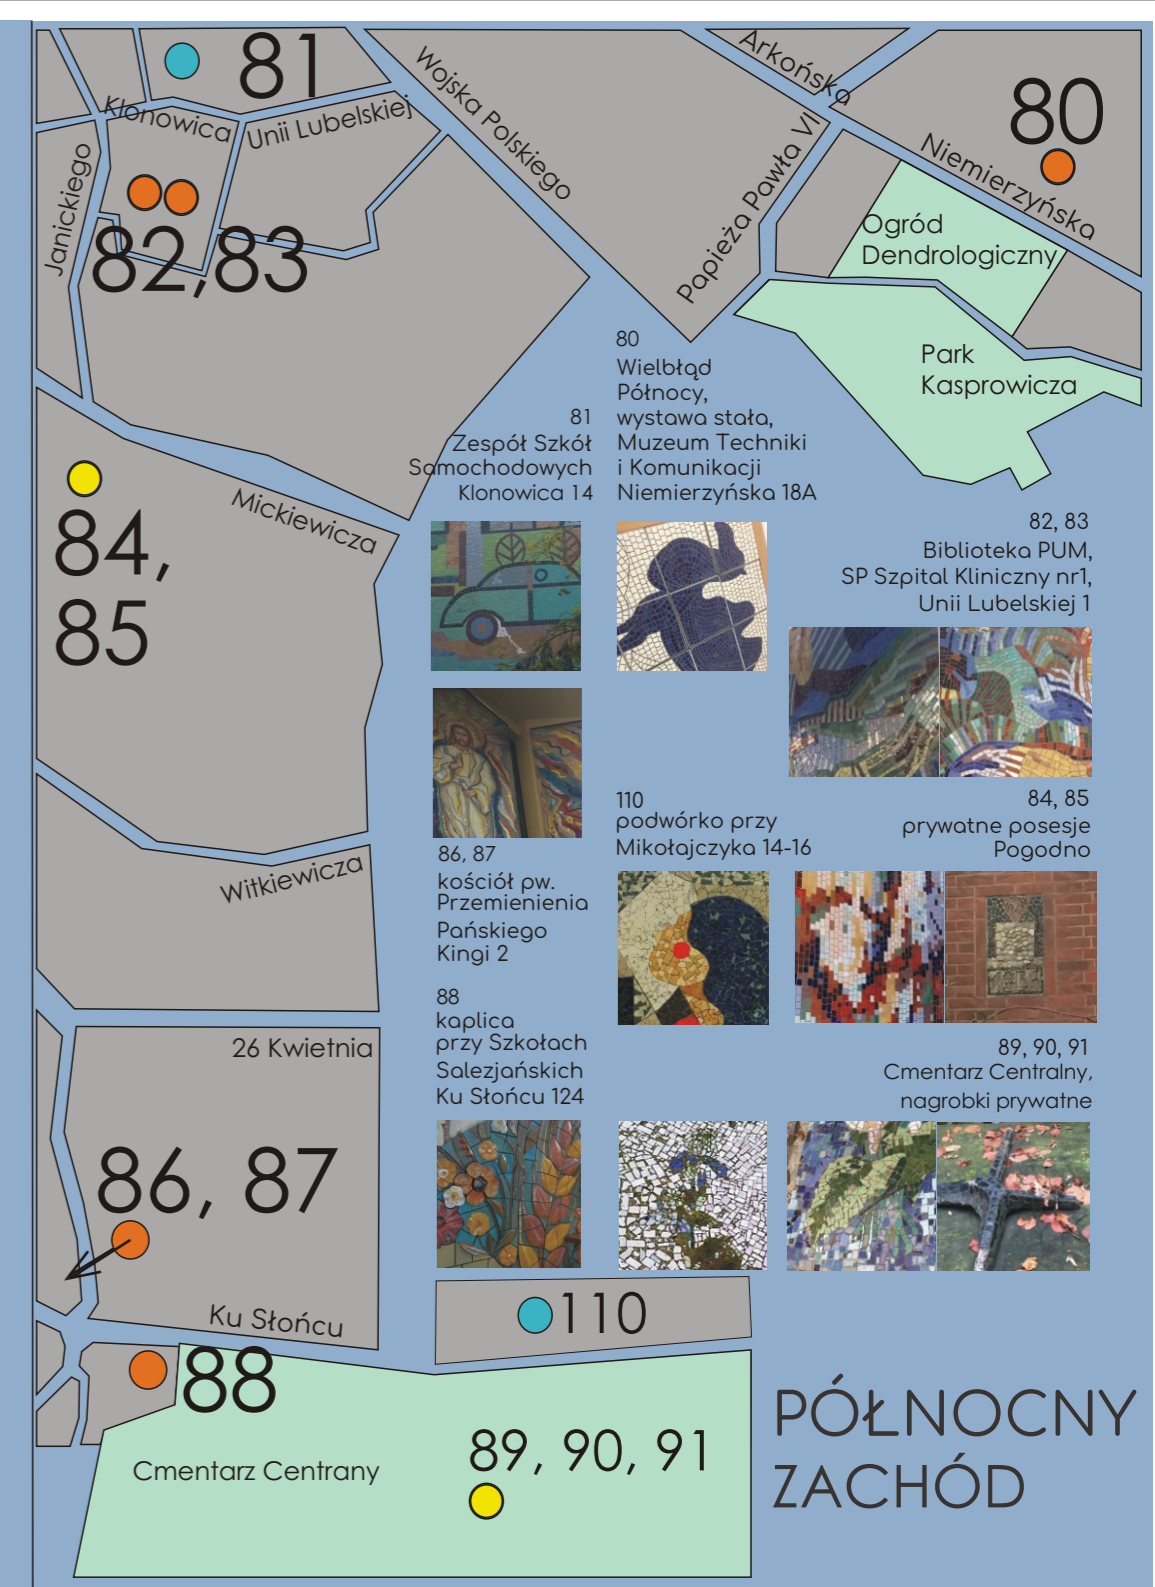 81
Klonowica
Unii Lubelskiej
Wojska Polskiego
Arkońska
80
Niemierzyńska
Papieża Pawła VI
Janickiego
82,83
Ogród
Dendrologiczny
Park
Kasprowicza
80
Wielbłąd
Północy,
wystawa stała,
Muzeum Techniki
i Komunikacji
Niemierzyńska 18A
81
Zespół Szkół
Samochodowych
Klonowica 14
Mickiewicza
84,
85
82, 83
Biblioteka PUM,
SP Szpital Kliniczny nr1,
Unii Lubelskiej 1
84, 85
prywatne posesje
Pogodno
110
podwórko przy
Mikołajczyka 14-16
86, 87
kościół pw.
Przemienienia
Pańskiego
Kingi 2
Witkiewicza
88
kaplica
przy Szkołach
Salezjańskich
Ku Słońcu 124
26 Kwietnia
89, 90, 91
Cmentarz Centralny,
nagrobki prywatne
86, 87
Ku Słońcu
110
88
Cmentarz Centrany
89, 90, 91
PÓŁNOCNY
ZACHÓD